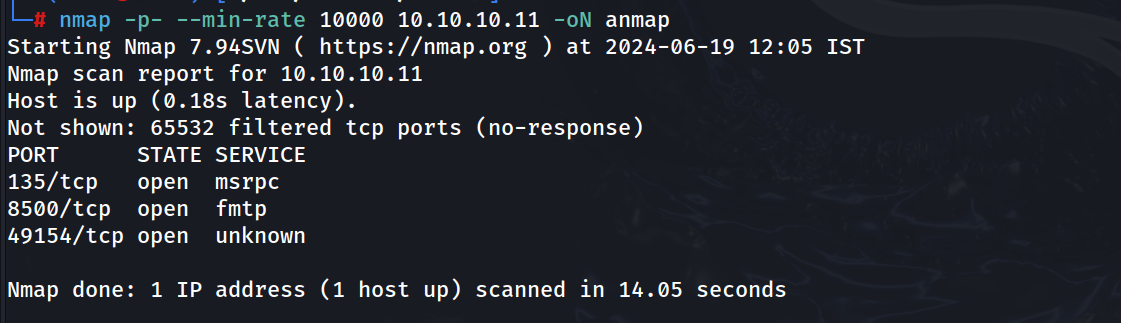 └─# nmap -p- --min-rate 10000 10.10.10.11 -oN anmap
Starting Nmap 7.94SVN ( https://nmap.org ) at 2024-06-19 12:05 IST
Nmap scan report for 10.10.10.11
Host is up (0.18s latency).
Not shown: 65532 filtered tcp ports (no-response)
PORT      STATE SERVICE
135/tcp   open  msrpc
8500/tcp  open  fmtp
49154/tcp open  unknown
Nmap done: 1 IP address (1 host up) scanned in 14.05 seconds